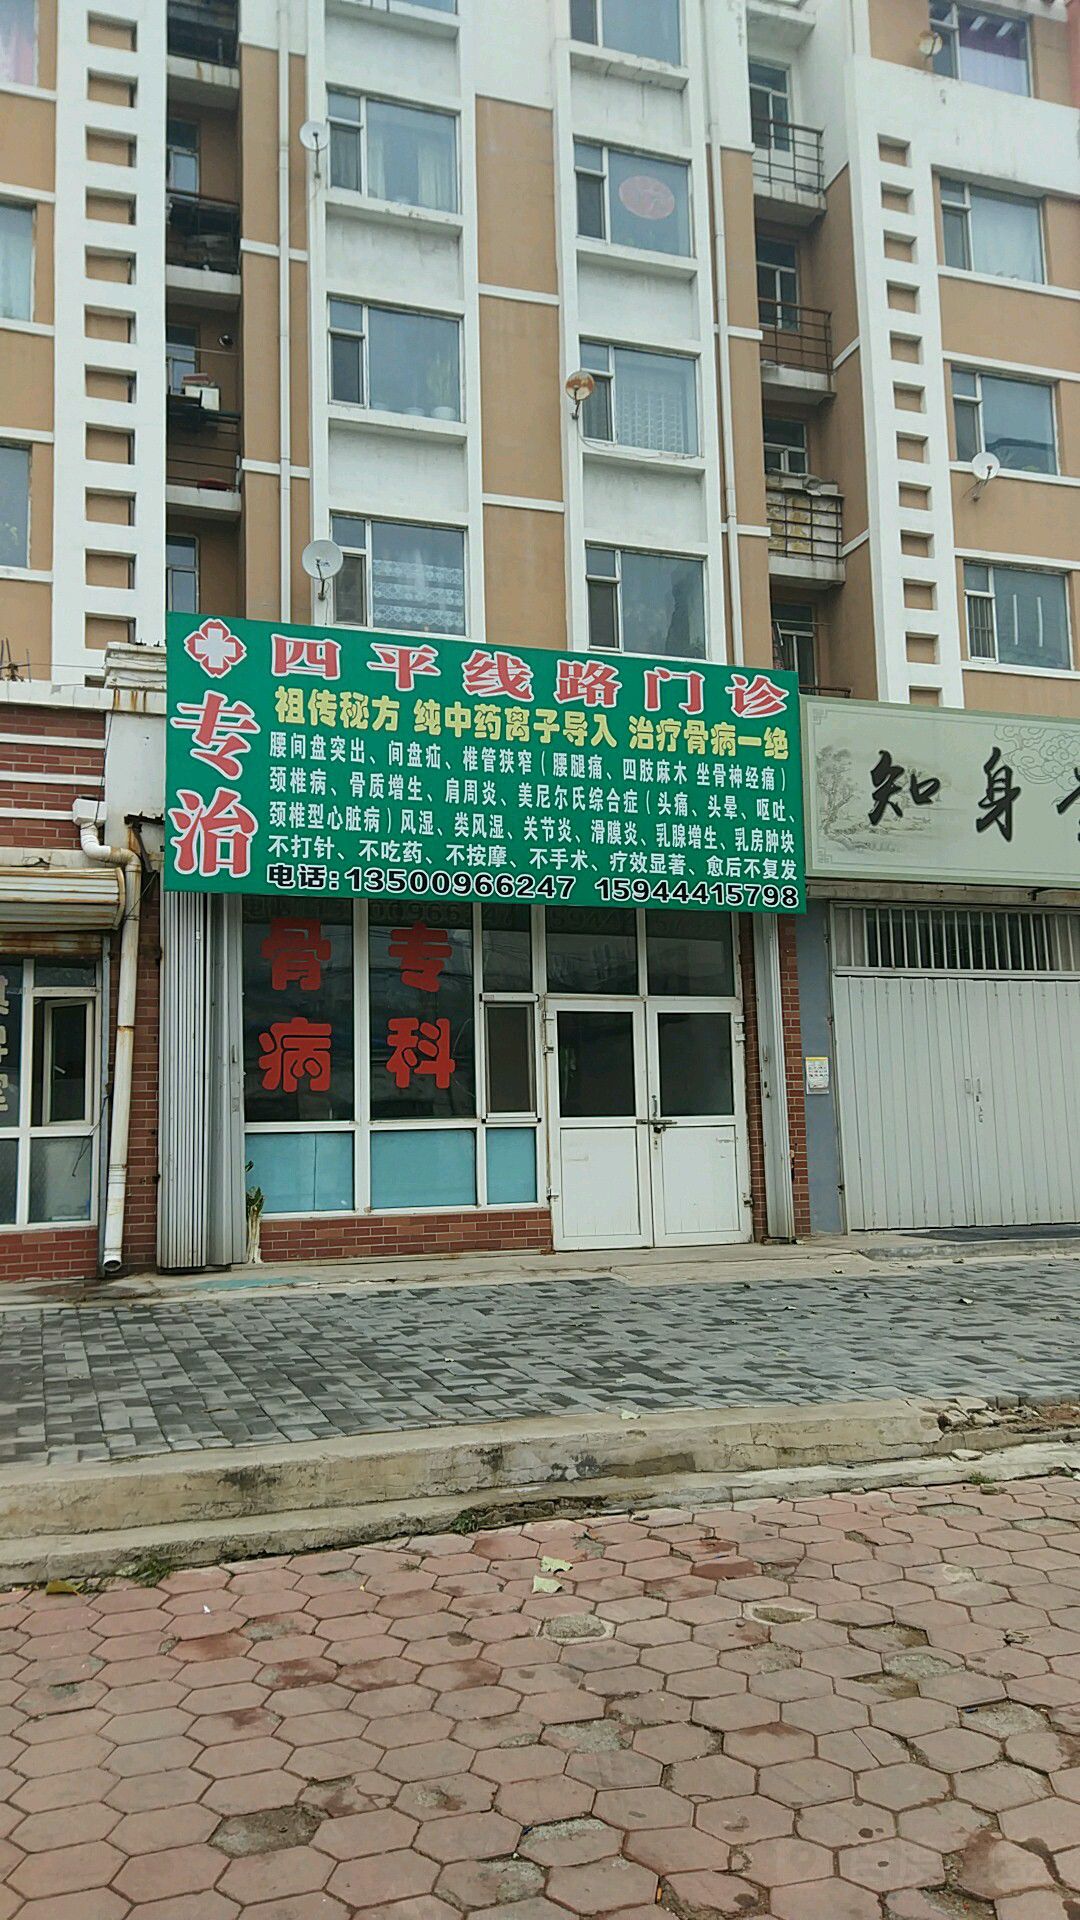 四平线路门诊
专治
祖传秘方 纯中药离子导入 治疗骨病一绝
腰间盘突出、间盘疝、椎管狭窄（腰腿痛、四肢麻木 坐骨神经痛）
颈椎病、骨质增生、肩周炎、美尼尔氏综合症（头痛、头晕、呕吐、
颈椎型心脏病）风湿、类风湿、关节炎、滑膜炎、乳腺增生、乳房肿块
不打针、不吃药、不按摩、不手术、疗效显著、愈后不复发
电话:13500966247 15944415798
知身
骨病
专科